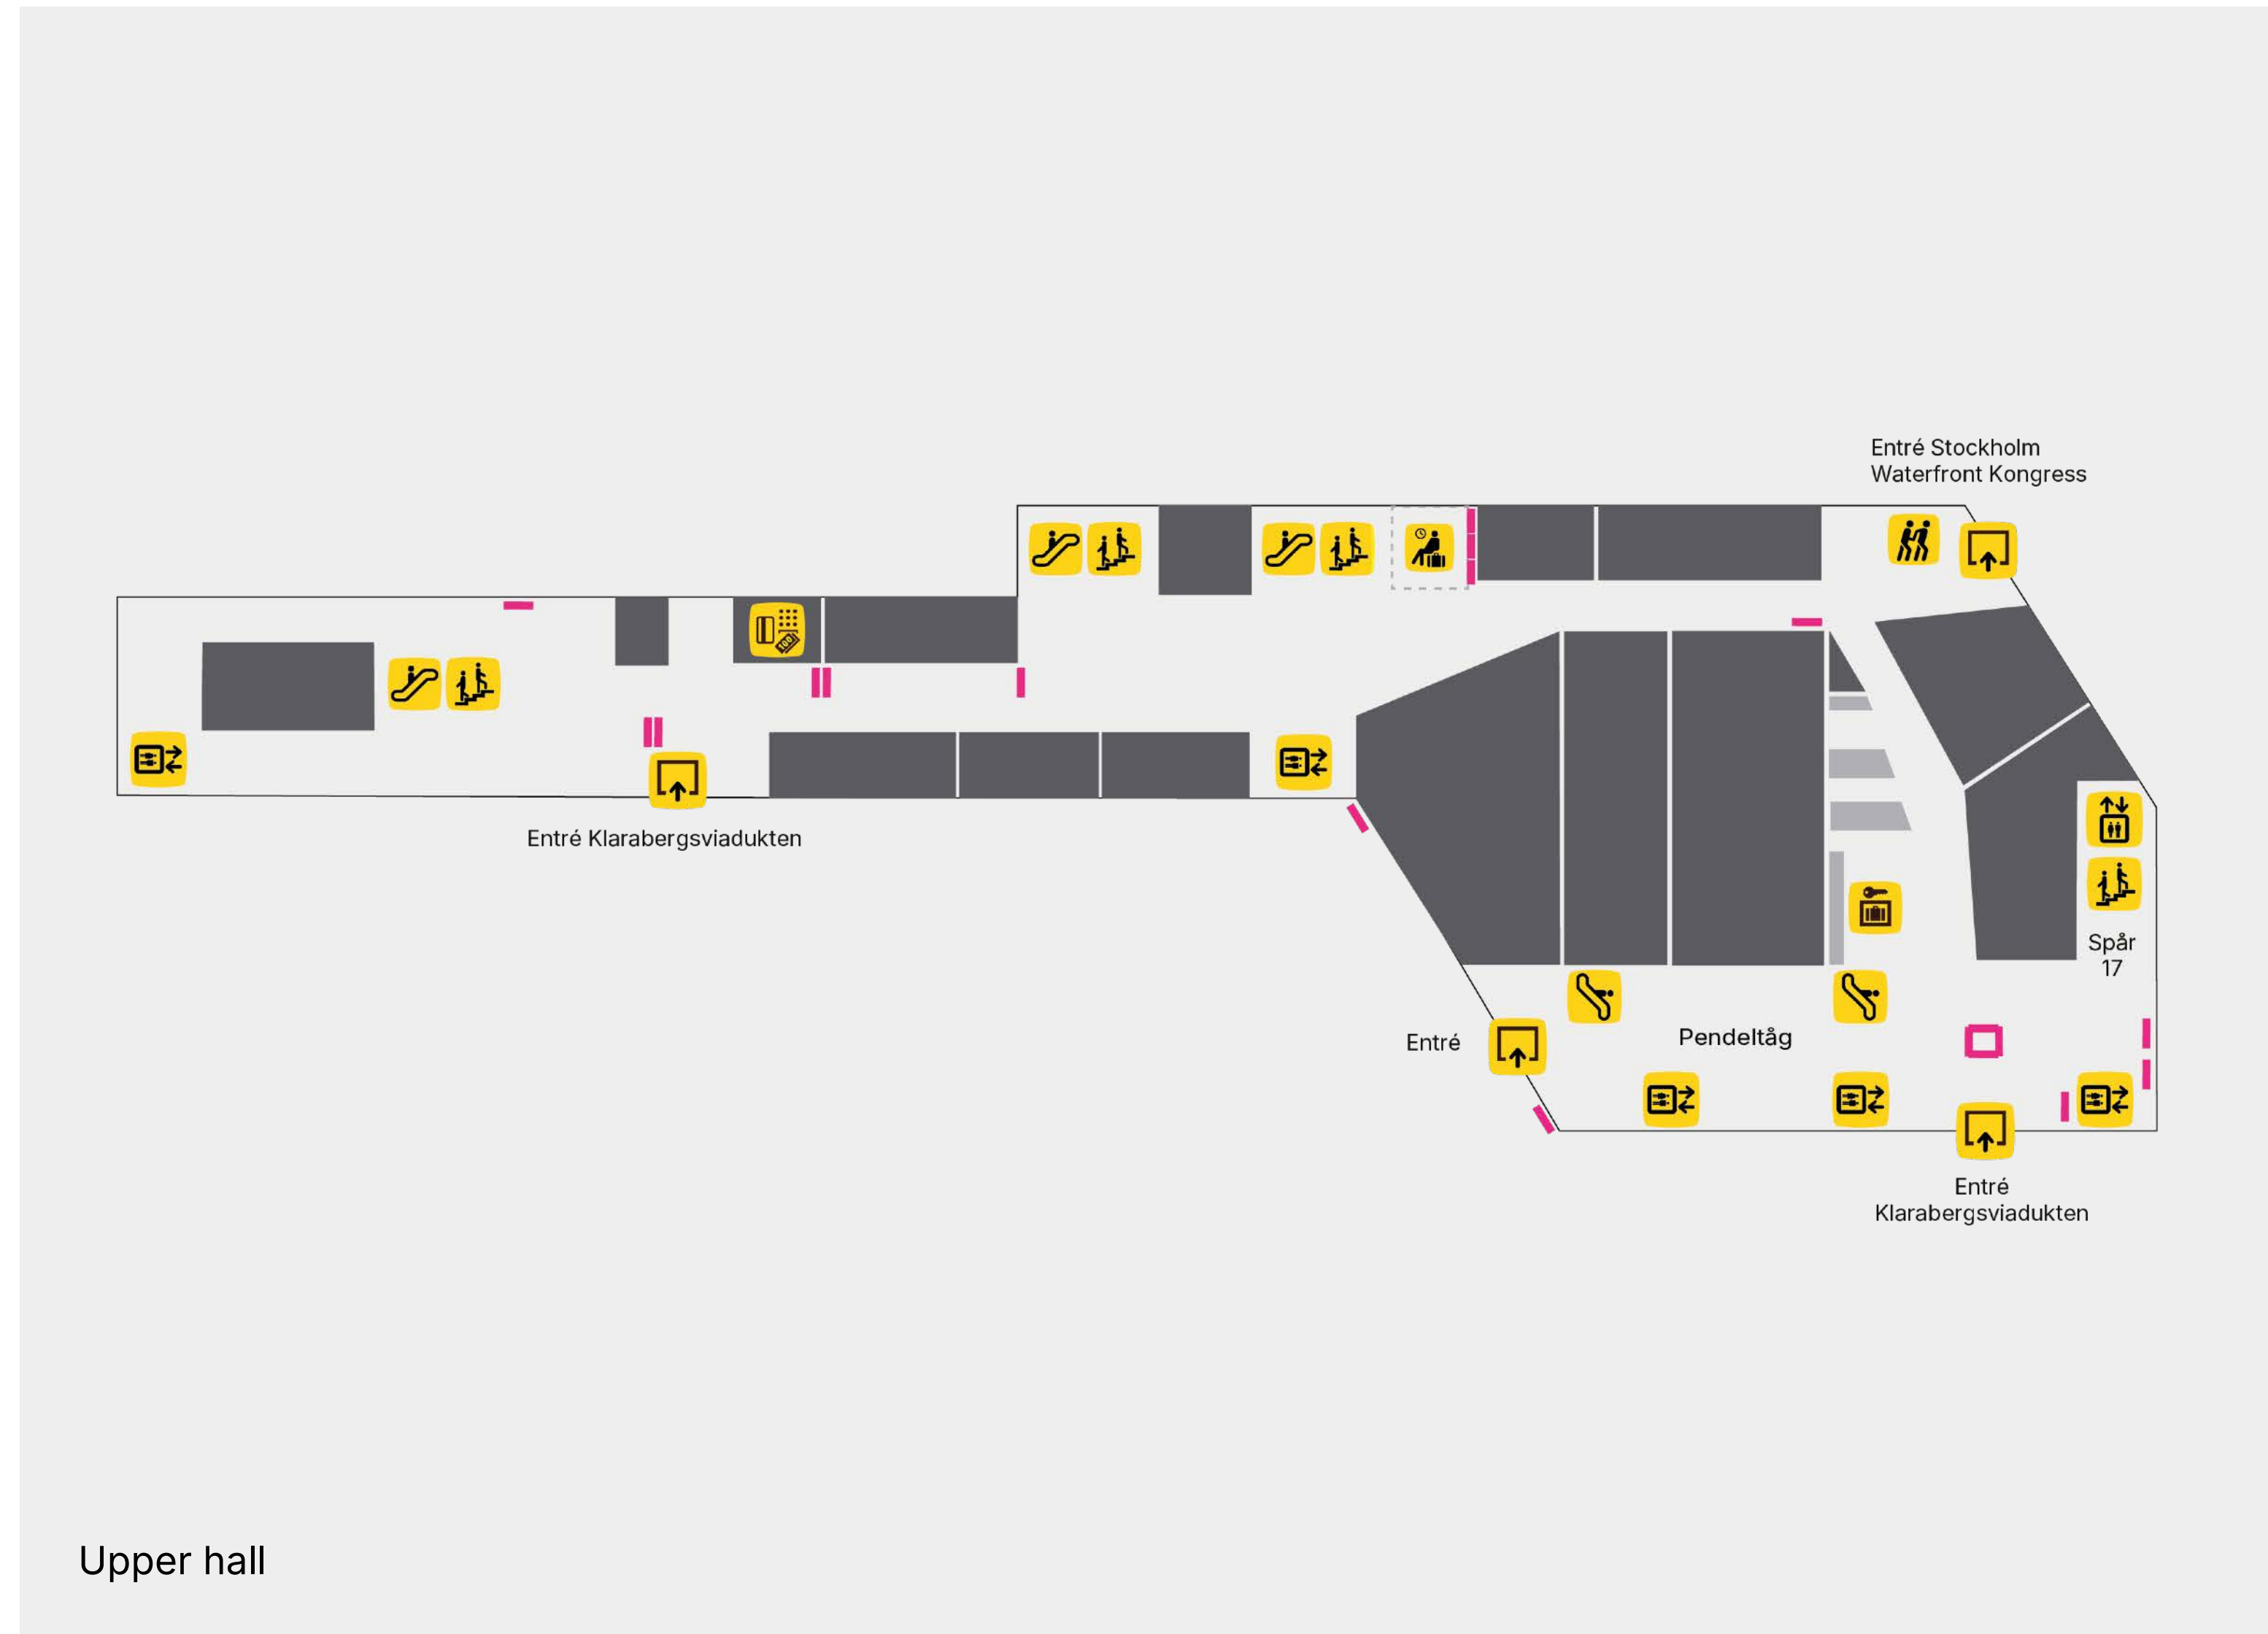 Entré Stockholm
Waterfront Kongress
Entré Klarabergsviadukten
Spår
17
Entré
Pendeltåg
Entré
Klarabergsviadukten
Upper hall